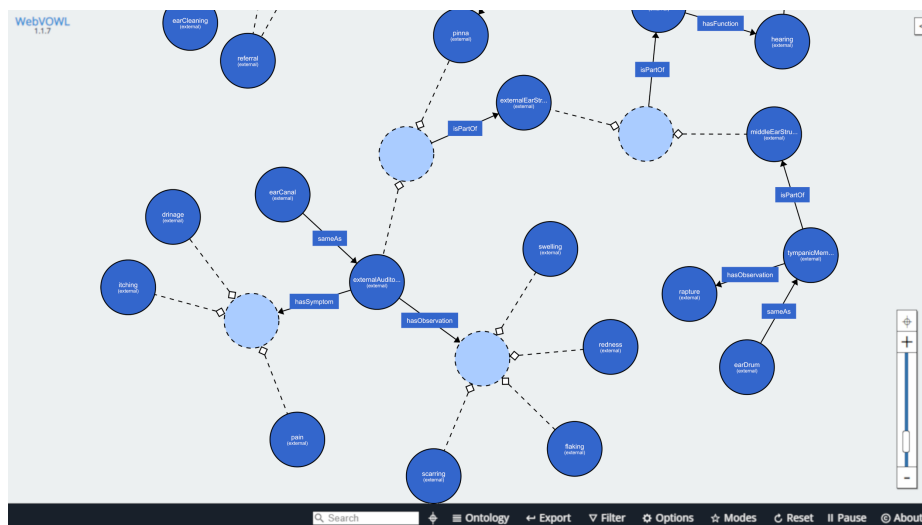 WebVOWL
1.1.7
earCleaning
(external)
referral
(external)
pinna
(external)
hasFunction
hearing
(external)
isPartOf
externalEarStr...
(external)
isPartOf
middleEarStru...
(external)
earCanal
(external)
isPartOf
drinage
(external)
sameAs
swelling
(external)
tympanicMem...
(external)
itching
(external)
externalAudito...
(external)
hasObservation
rapture
(external)
hasSymptom
hasObservation
sameAs
redness
(external)
earDrum
(external)
pain
(external)
flaking
(external)
scarring
(external)
+
-
Search
Ontology
Export
Filter
Options
Modes
Reset
Pause
About